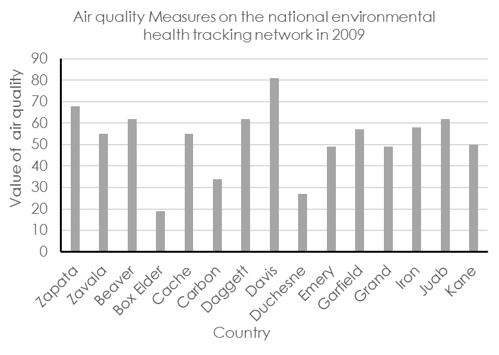 Air quality Measures on the national environmental
health tracking network in 2009
Value of air quality
90
80
70
60
50
40
30
20
10
0
Zapata
Zavala
Beaver
Box Elder
Cache
Carbon
Daggett
Davis
Duchesne
Emery
Garfield
Grand
Iron
Juab
Kane
Country